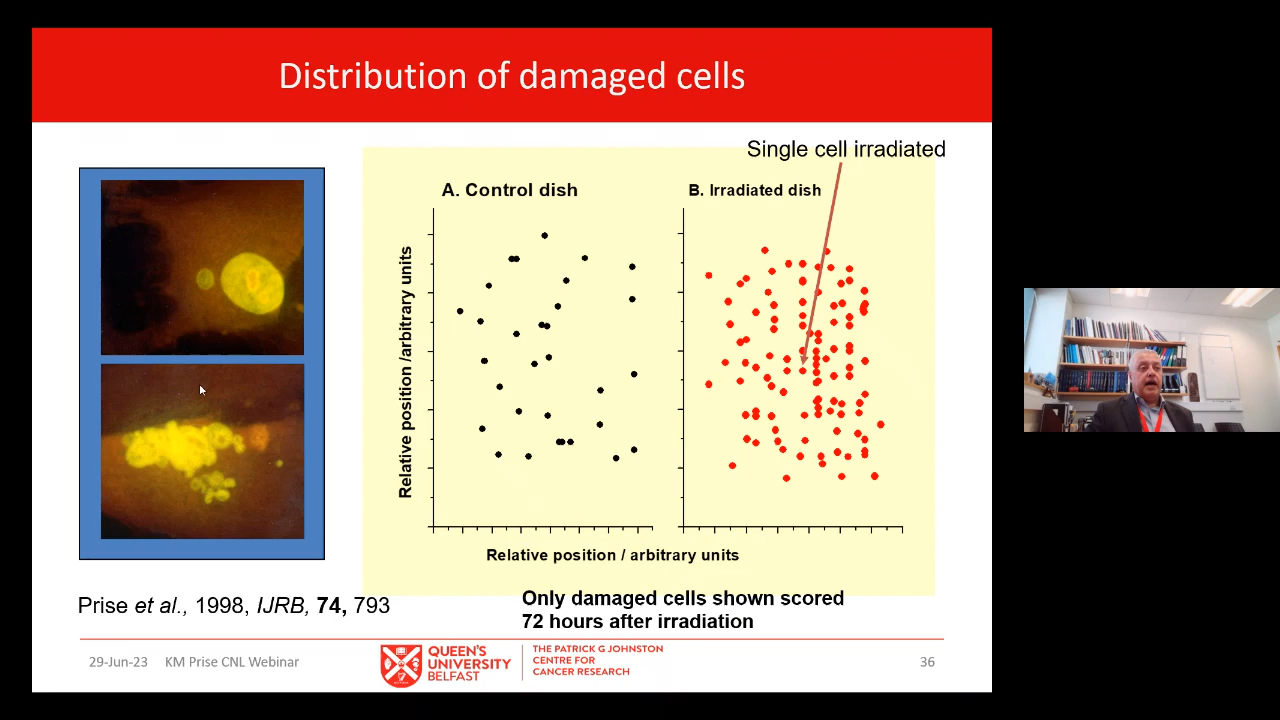 Distribution of damaged cells
Single cell irradiated
A. Control dish
B. Irradiated dish
Relative position /arbitrary units
Relative position / arbitrary units
Prise et al., 1998, IJRB, 74, 793
Only damaged cells shown scored
72 hours after irradiation
29-Jun-23 KM Prise CNL Webinar
QUEEN'S
UNIVERSITY
BELFAST
THE PATRICK G JOHNSTON
CENTRE FOR
CANCER RESEARCH
36